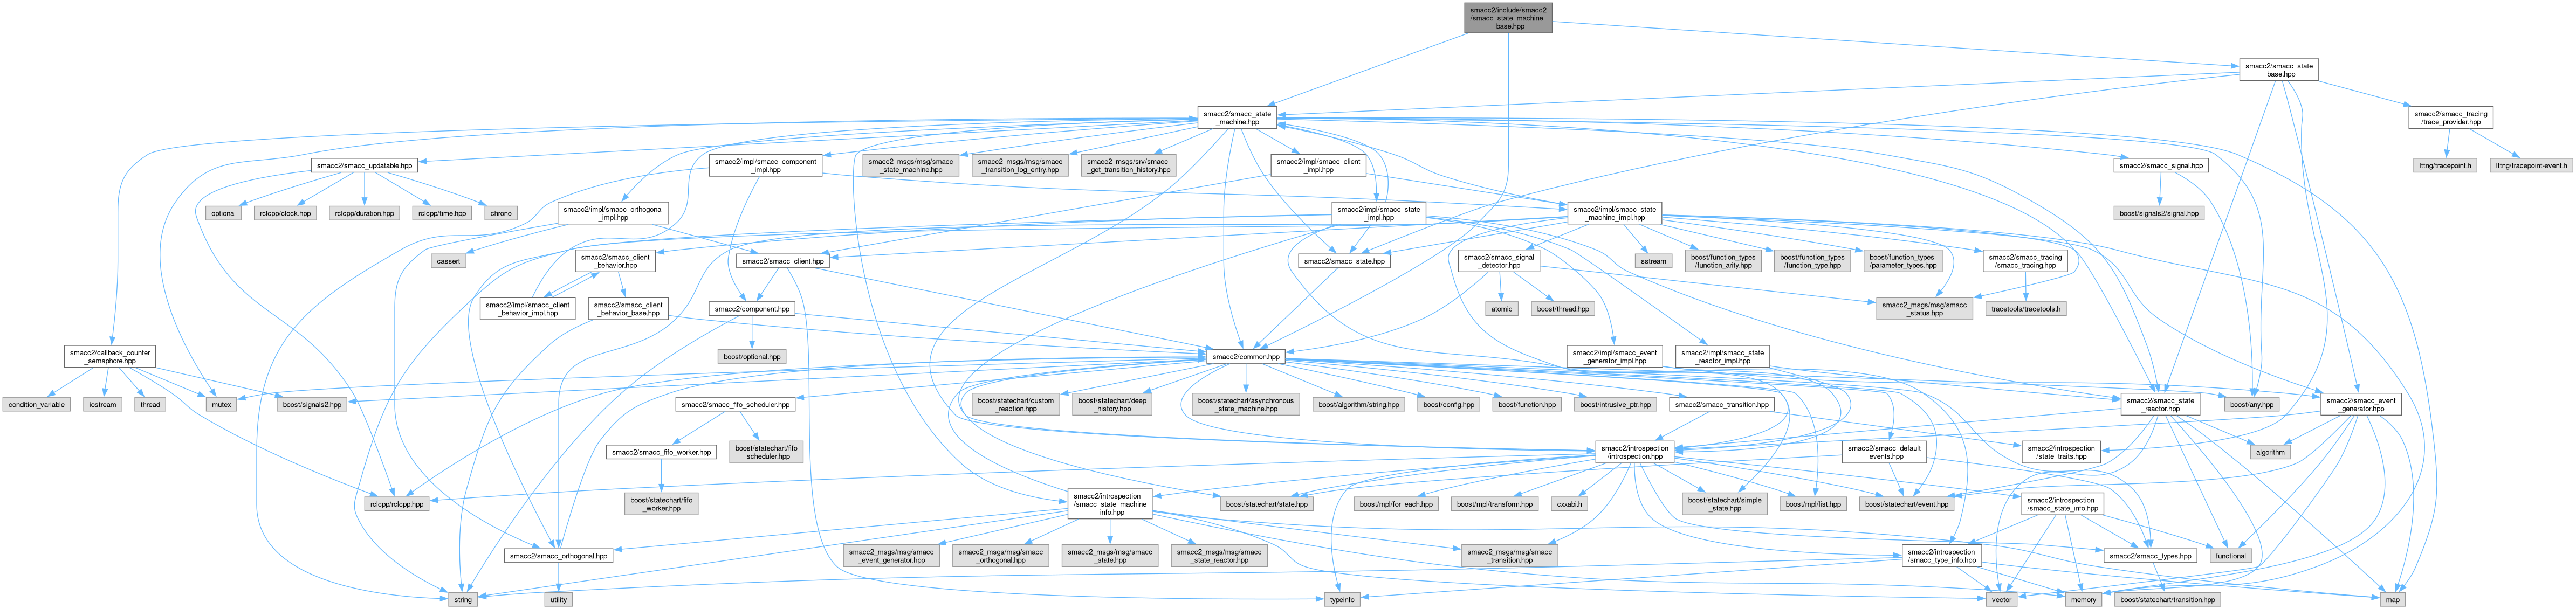 smacc2/include/smacc2
/smacc_state_machine
_base.hpp
smacc2/smacc_state
_base.hpp
smacc2/smacc_state
_machine.hpp
smacc2/smacc_tracing
/trace_provider.hpp
smacc2/smacc_updatable.hpp
smacc2/impl/smacc_component
_impl.hpp
smacc2_msgs/msg/smacc
_state_machine.hpp
smacc2_msgs/msg/smacc
_transition_log_entry.hpp
smacc2_msgs/srv/smacc
_get_transition_history.hpp
smacc2/impl/smacc_client
_impl.hpp
smacc2/smacc_signal.hpp
lttng/tracepoint.h
lttng/tracepoint-event.h
optional
rclcpp/clock.hpp
rclcpp/duration.hpp
rclcpp/time.hpp
chrono
smacc2/impl/smacc_orthogonal
_impl.hpp
smacc2/impl/smacc_state
_impl.hpp
smacc2/impl/smacc_state
_machine_impl.hpp
boost/signals2/signal.hpp
cassert
smacc2/smacc_client
_behavior.hpp
smacc2/smacc_client.hpp
smacc2/smacc_state.hpp
smacc2/smacc_signal
_detector.hpp
sstream
boost/function_types
/function_arity.hpp
boost/function_types
/function_type.hpp
boost/function_types
/parameter_types.hpp
smacc2/smacc_tracing
/smacc_tracing.hpp
smacc2/impl/smacc_client
_behavior_impl.hpp
smacc2/smacc_client
_behavior_base.hpp
smacc2/component.hpp
atomic
boost/thread.hpp
smacc2_msgs/msg/smacc
_status.hpp
tracetools/tracetools.h
smacc2/callback_counter
_semaphore.hpp
boost/optional.hpp
smacc2/common.hpp
smacc2/impl/smacc_event
_generator_impl.hpp
smacc2/impl/smacc_state
_reactor_impl.hpp
condition_variable
iostream
thread
mutex
boost/signals2.hpp
smacc2/smacc_fifo_scheduler.hpp
boost/statechart/custom
_reaction.hpp
boost/statechart/deep
_history.hpp
boost/statechart/asynchronous
_state_machine.hpp
boost/algorithm/string.hpp
boost/config.hpp
boost/function.hpp
boost/intrusive_ptr.hpp
smacc2/smacc_transition.hpp
smacc2/smacc_state
_reactor.hpp
boost/any.hpp
smacc2/smacc_event
_generator.hpp
smacc2/smacc_fifo_worker.hpp
boost/statechart/fifo
_scheduler.hpp
smacc2/introspection
/introspection.hpp
smacc2/smacc_default
_events.hpp
smacc2/introspection
/state_traits.hpp
algorithm
rclcpp/rclcpp.hpp
boost/statechart/fifo
_worker.hpp
smacc2/introspection
/smacc_state_machine
_info.hpp
boost/statechart/state.hpp
boost/mpl/for_each.hpp
boost/mpl/transform.hpp
cxxabi.h
boost/statechart/simple
_state.hpp
boost/mpl/list.hpp
boost/statechart/event.hpp
smacc2/introspection
/smacc_state_info.hpp
smacc2/smacc_orthogonal.hpp
smacc2_msgs/msg/smacc
_event_generator.hpp
smacc2_msgs/msg/smacc
_orthogonal.hpp
smacc2_msgs/msg/smacc
_state.hpp
smacc2_msgs/msg/smacc
_state_reactor.hpp
smacc2_msgs/msg/smacc
_transition.hpp
smacc2/introspection
/smacc_type_info.hpp
smacc2/smacc_types.hpp
functional
string
utility
typeinfo
vector
memory
boost/statechart/transition.hpp
map